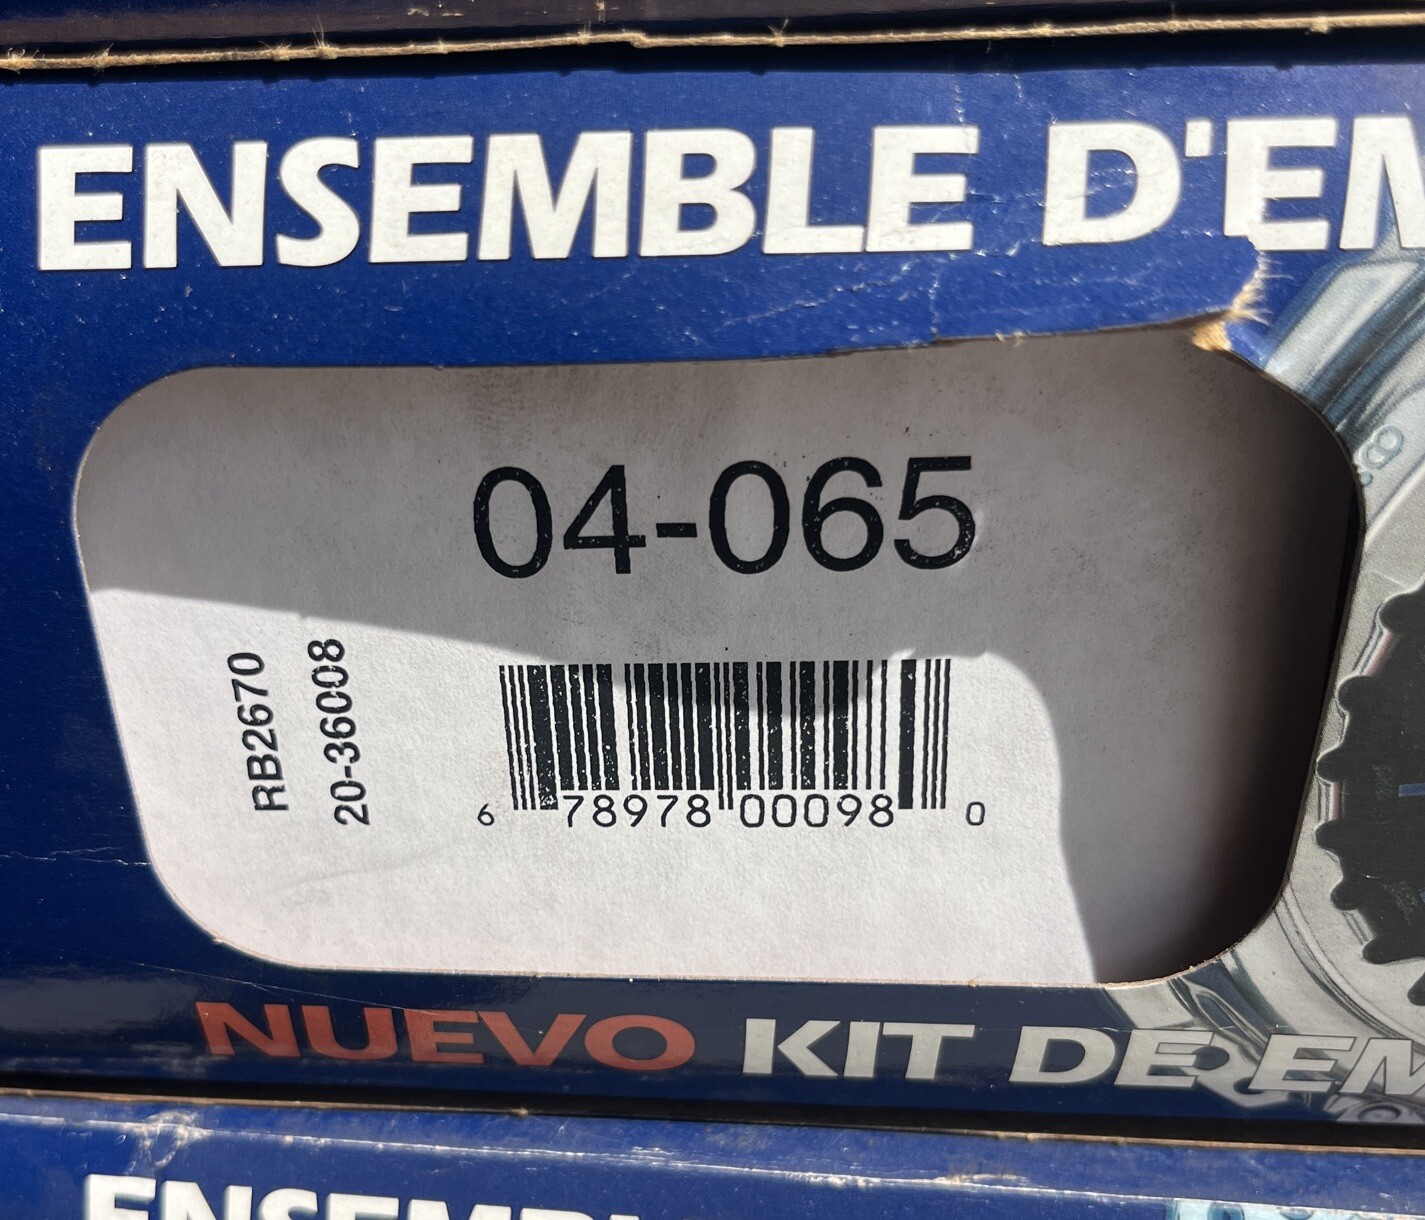 ENSEMBLE D'EM
04-065
RB2670
20-36008
6 78978 00098 0
NUEVO KIT DE EM